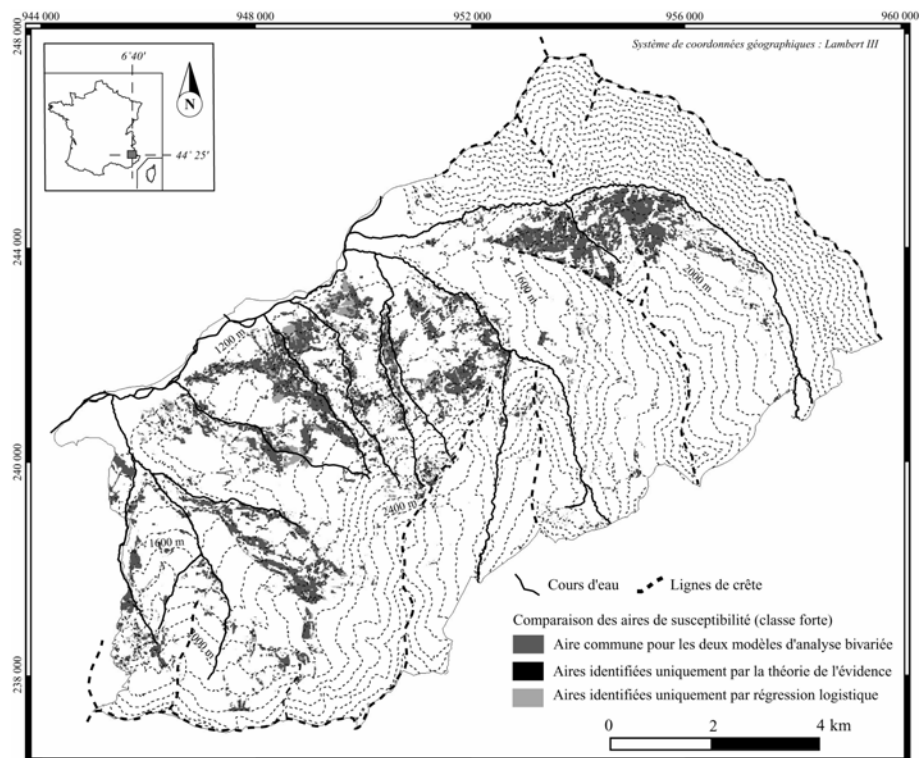 944 000
948 000
952 000
956 000
960 000
248 000
244 000
240 000
238 000
Système de coordonnées géographiques : Lambert III
6°40'
N
44° 25'
1200 m
1600 m
2000 m
2400 m
1600 m
Cours d'eau
Lignes de crête
Comparaison des aires de susceptibilité (classe forte)
Aire commune pour les deux modèles d'analyse bivariée
Aires identifiées uniquement par la théorie de l'évidence
Aires identifiées uniquement par régression logistique
0 2 4 km